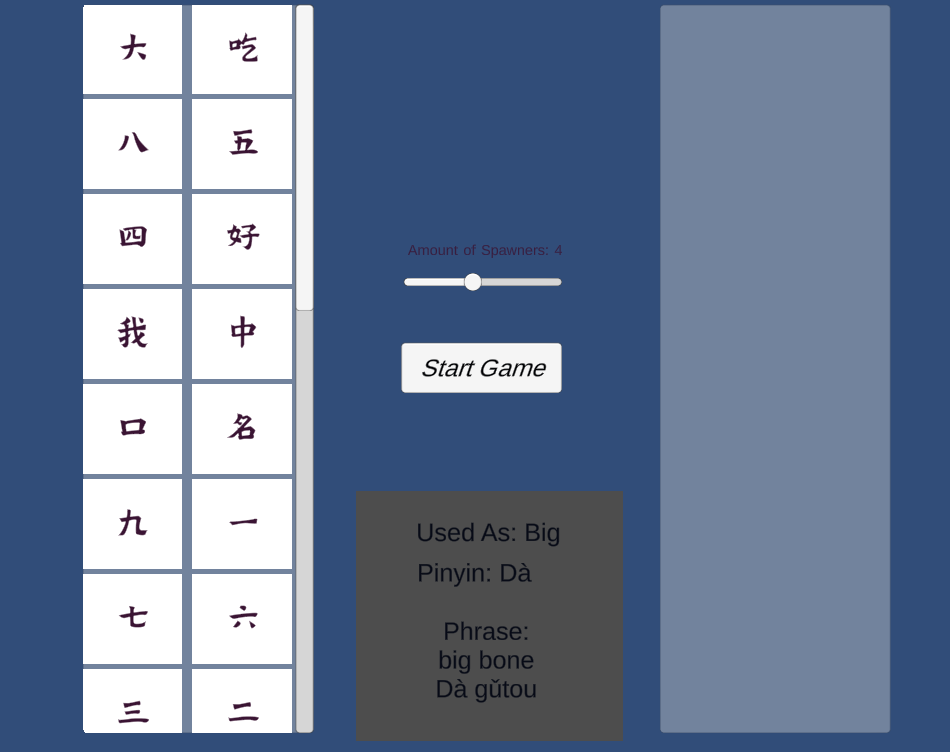 大 吃
八 五
四 好
我 中
口 名
九 一
七 六
三 二
Amount of Spawners: 4
Start Game
Used As: Big
Pinyin: Dà
Phrase:
big bone
Dà gǔtou